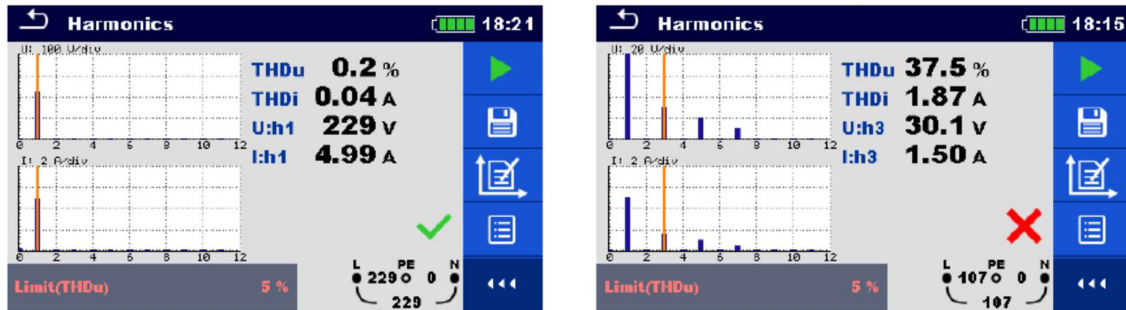 Harmonics 18:21
U: 100 V/div
THDu 0.2 %
THDi 0.04 A
U:h1 229 V
I:h1 4.99 A
0 2 4 6 8 10 12
I: 2 A/div
0 2 4 6 8 10 12
L PE N
229 0
229
Limit(THDu) 5 %
Harmonics 18:15
U: 20 V/div
THDu 37.5 %
THDi 1.87 A
U:h3 30.1 V
I:h3 1.50 A
0 2 4 6 8 10 12
I: 2 A/div
0 2 4 6 8 10 12
L PE N
107 0
107
Limit(THDu) 5 %